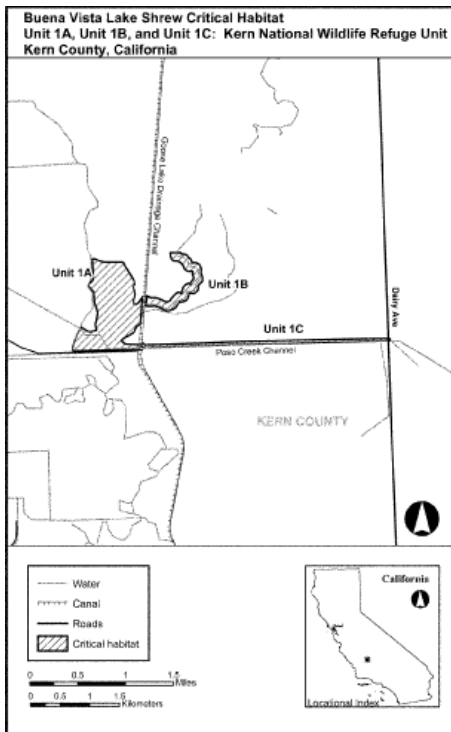 Buena Vista Lake Shrew Critical Habitat
Unit 1A, Unit 1B, and Unit 1C: Kern National Wildlife Refuge Unit
Kern County, California
Goose Lake Drainage Channel
Unit 1A
Unit 1B
Dairy Ave
Unit 1C
Poso Creek Channel
KERN COUNTY
Water
Canal
Roads
Critical habitat
0 0.5 1 1.5
Miles
0 0.5 1 1.5
Kilometers
California
Locational Index